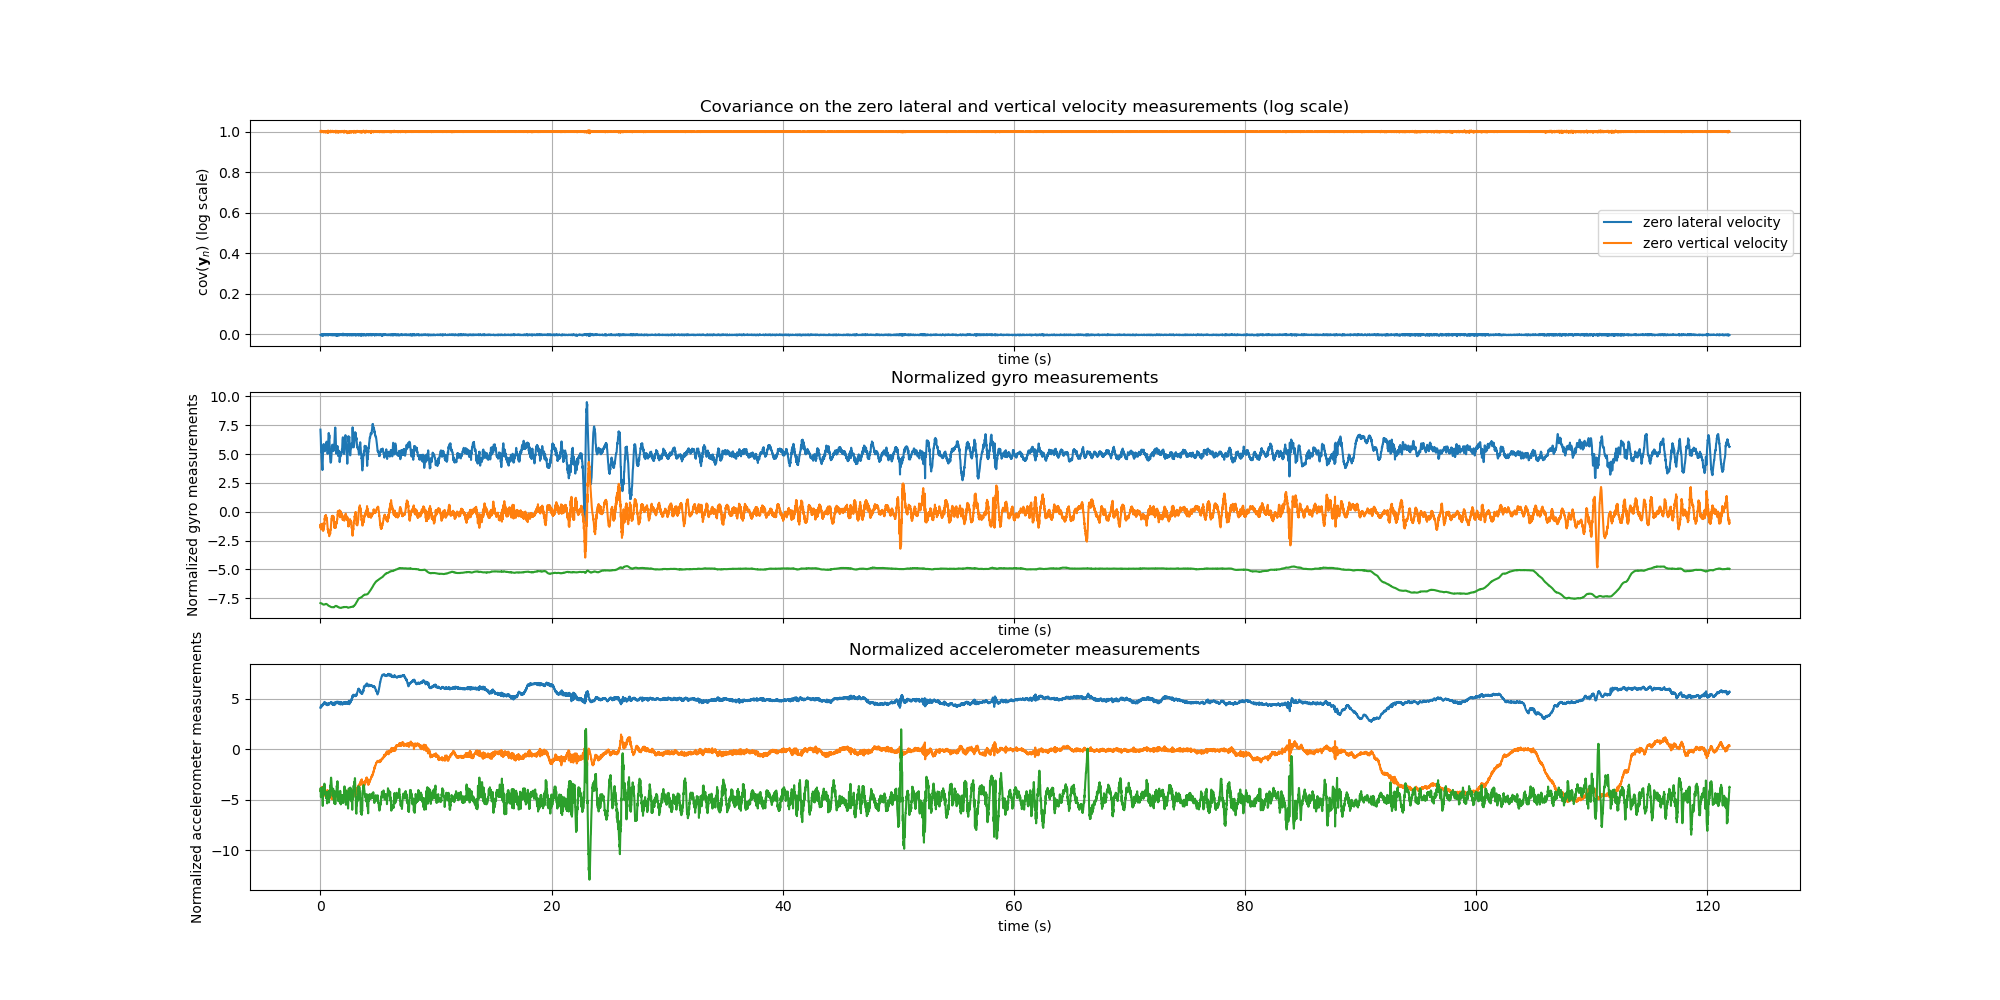 Covariance on the zero lateral and vertical velocity measurements (log scale)
cov(yₙ) (log scale)
1.0
0.8
0.6
0.4
0.2
0.0
zero lateral velocity
zero vertical velocity
time (s)
Normalized gyro measurements
Normalized gyro measurements
10.0
7.5
5.0
2.5
0.0
−2.5
−5.0
−7.5
time (s)
Normalized accelerometer measurements
Normalized accelerometer measurements
5
0
−5
−10
0 20 40 60 80 100 120
time (s)